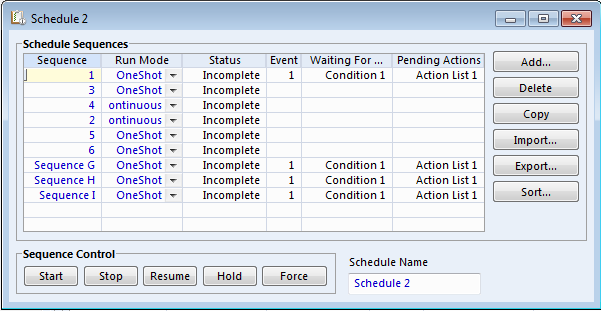 Schedule 2
Schedule Sequences
Sequence Run Mode Status Event Waiting For ... Pending Actions
1 OneShot Incomplete 1 Condition 1 Action List 1
3 OneShot Incomplete
4 ontinuous Incomplete
2 ontinuous Incomplete
5 OneShot Incomplete
6 OneShot Incomplete
Sequence G OneShot Incomplete 1 Condition 1 Action List 1
Sequence H OneShot Incomplete 1 Condition 1 Action List 1
Sequence I OneShot Incomplete 1 Condition 1 Action List 1
Add...
Delete
Copy
Import...
Export...
Sort...
Sequence Control
Start Stop Resume Hold Force
Schedule Name
Schedule 2